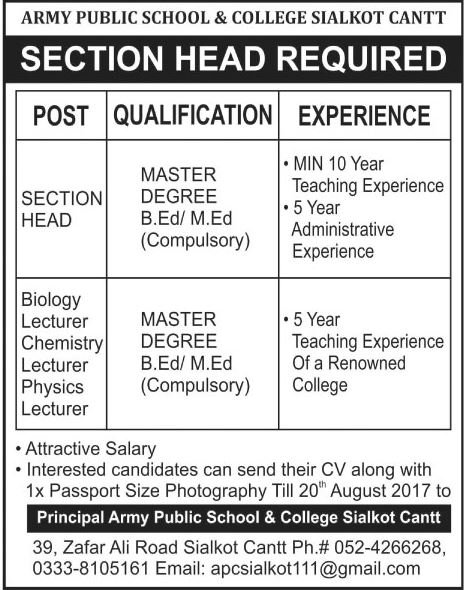 ARMY PUBLIC SCHOOL & COLLEGE SIALKOT CANTT
SECTION HEAD REQUIRED
POST QUALIFICATION EXPERIENCE
SECTION
HEAD
MASTER
DEGREE
B.Ed/ M.Ed
(Compulsory)
• MIN 10 Year
Teaching Experience
• 5 Year
Administrative
Experience
Biology
Lecturer
Chemistry
Lecturer
Physics
Lecturer
MASTER
DEGREE
B.Ed/ M.Ed
(Compulsory)
• 5 Year
Teaching Experience
Of a Renowned
College
• Attractive Salary
• Interested candidates can send their CV along with
1x Passport Size Photography Till 20th August 2017 to
Principal Army Public School & College Sialkot Cantt
39, Zafar Ali Road Sialkot Cantt Ph.# 052-4266268,
0333-8105161 Email: apcsialkot111@gmail.com